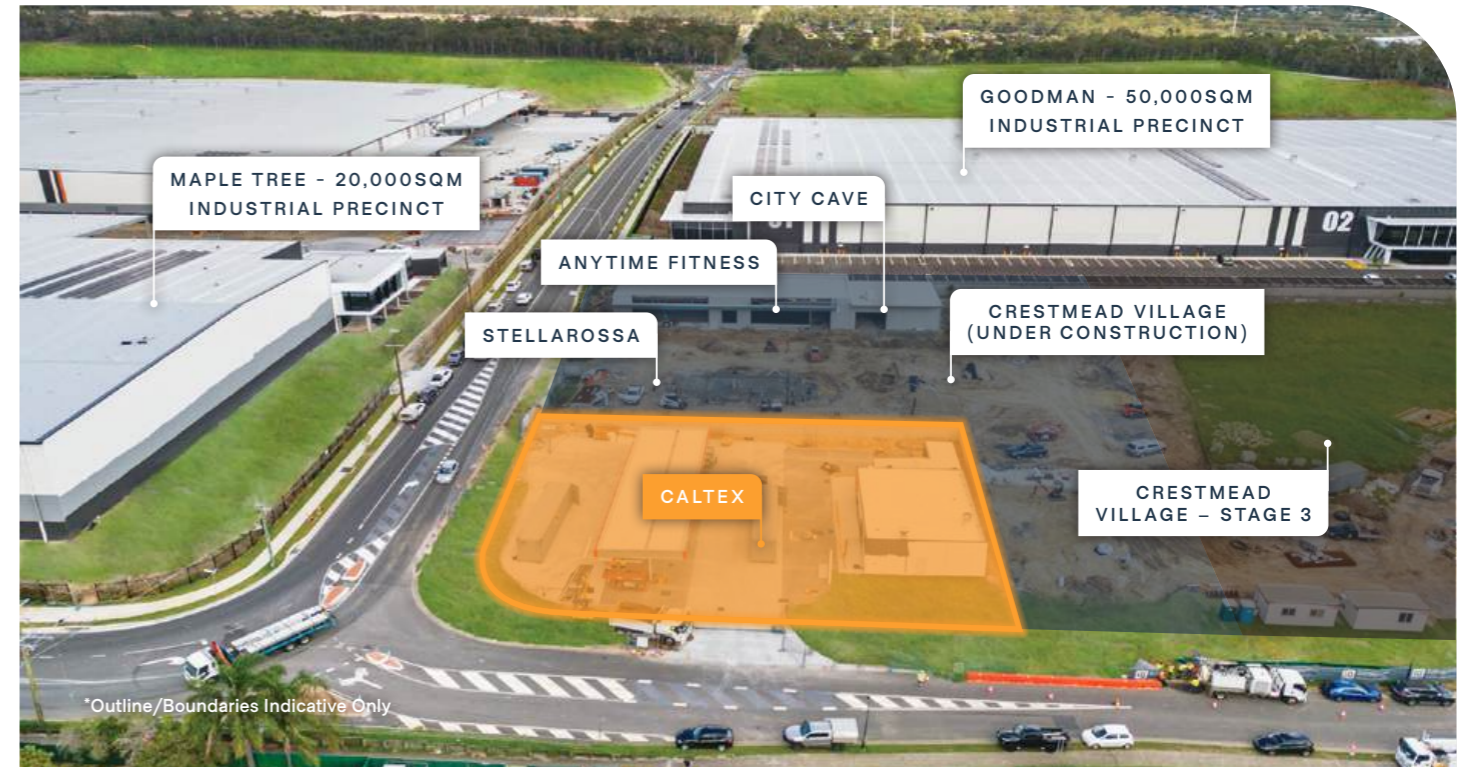 GOODMAN - 50,000SQM
INDUSTRIAL PRECINCT
MAPLE TREE - 20,000SQM
INDUSTRIAL PRECINCT
CITY CAVE
02
ANYTIME FITNESS
CRESTMEAD VILLAGE
(UNDER CONSTRUCTION)
STELLAROSSA
CALTEX
CRESTMEAD
VILLAGE – STAGE 3
*Outline/Boundaries Indicative Only